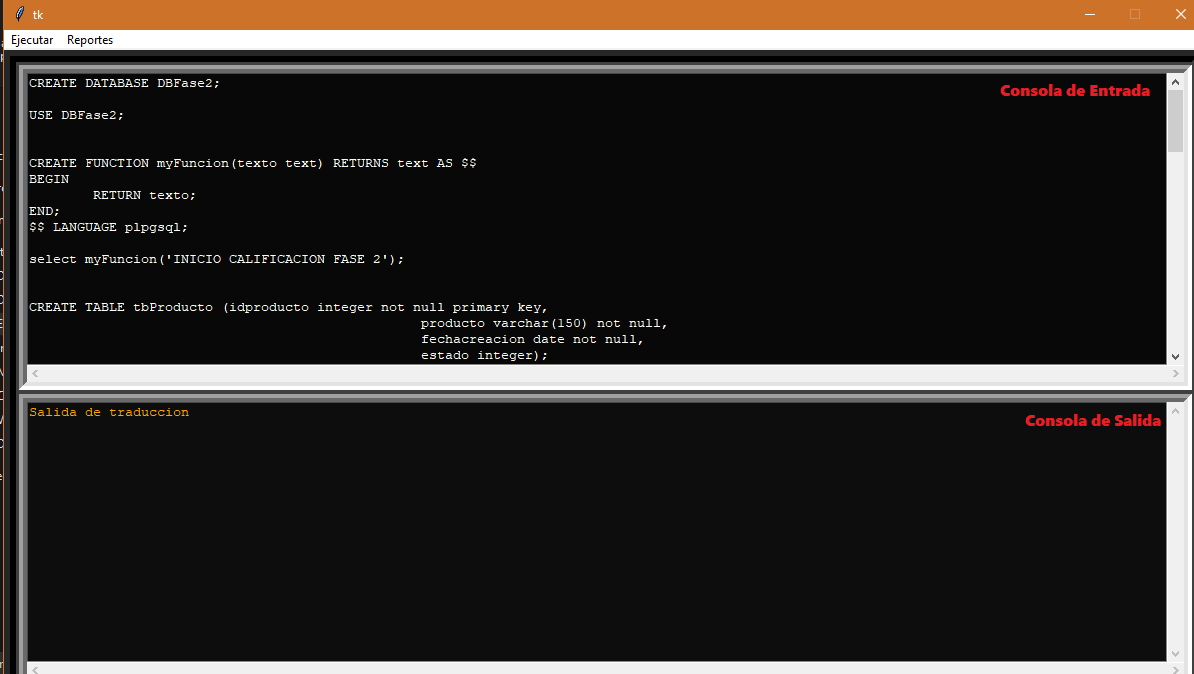 tk
Ejecutar Reportes
CREATE DATABASE DBFase2;
Consola de Entrada
USE DBFase2;
CREATE FUNCTION myFuncion(texto text) RETURNS text AS $$
BEGIN
RETURN texto;
END;
$$ LANGUAGE plpgsql;
select myFuncion('INICIO CALIFICACION FASE 2');
CREATE TABLE tbProducto (idproducto integer not null primary key,
producto varchar(150) not null,
fechacreacion date not null,
estado integer);
Salida de traduccion
Consola de Salida